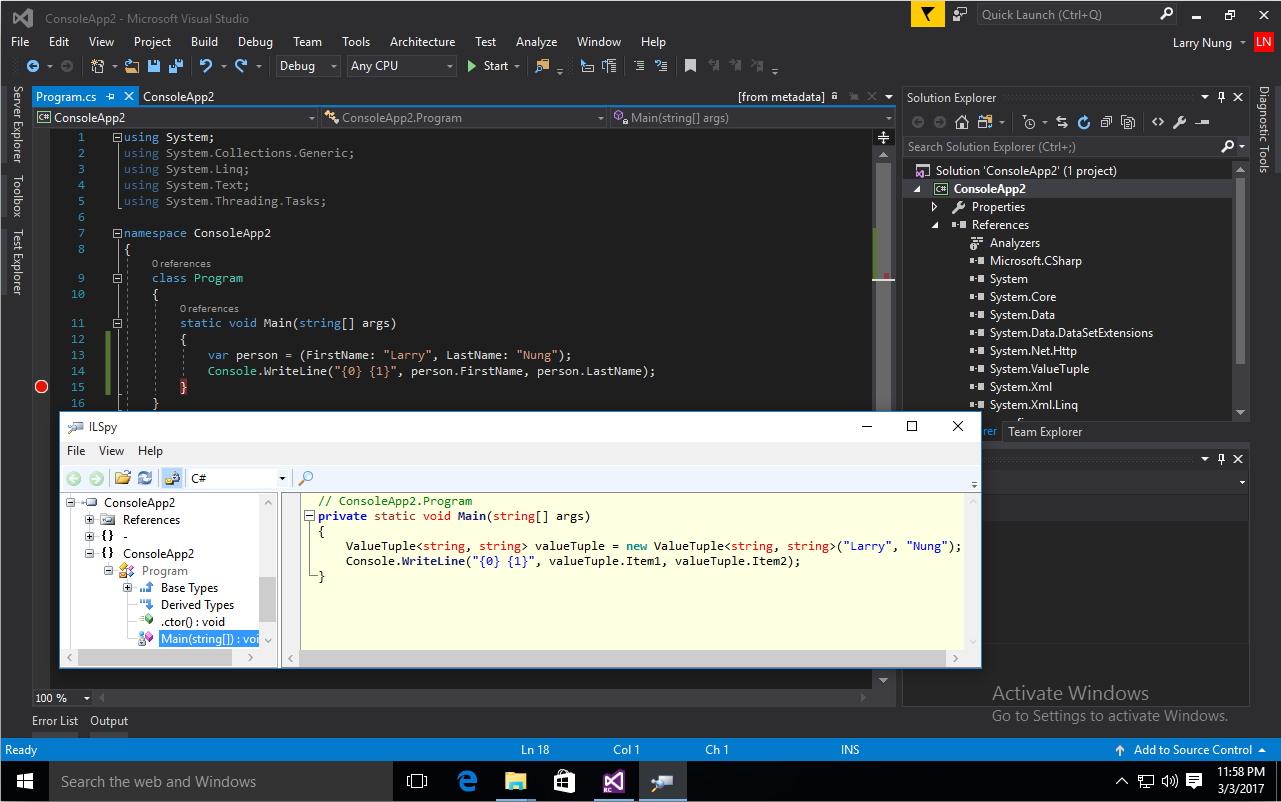 ConsoleApp2 - Microsoft Visual Studio
Quick Launch (Ctrl+Q)
File Edit View Project Build Debug Team Tools Architecture Test Analyze Window Help
Larry Nung LN
Debug Any CPU Start
Server Explorer
Toolbox
Test Explorer
Program.cs ConsoleApp2 [from metadata]
C# ConsoleApp2 ConsoleApp2.Program Main(string[] args)
1 using System;
2 using System.Collections.Generic;
3 using System.Linq;
4 using System.Text;
5 using System.Threading.Tasks;
6
7 namespace ConsoleApp2
8 {
0 references
9 class Program
10 {
0 references
11 static void Main(string[] args)
12 {
13 var person = (FirstName: "Larry", LastName: "Nung");
14 Console.WriteLine("{0} {1}", person.FirstName, person.LastName);
15 }
16 }
Solution Explorer
Search Solution Explorer (Ctrl+;)
Solution 'ConsoleApp2' (1 project)
C# ConsoleApp2
Properties
References
Analyzers
Microsoft.CSharp
System
System.Core
System.Data
System.Data.DataSetExtensions
System.Net.Http
System.ValueTuple
System.Xml
System.Xml.Linq
Team Explorer
Diagnostic Tools
ILSpy
File View Help
C#
ConsoleApp2
References
{} -
{} ConsoleApp2
Program
Base Types
Derived Types
.ctor() : void
Main(string[]) : voi
// ConsoleApp2.Program
private static void Main(string[] args)
{
ValueTuple<string, string> valueTuple = new ValueTuple<string, string>("Larry", "Nung");
Console.WriteLine("{0} {1}", valueTuple.Item1, valueTuple.Item2);
}
100 %
Activate Windows
Go to Settings to activate Windows.
Error List Output
Ready Ln 18 Col 1 Ch 1 INS Add to Source Control
Search the web and Windows
RC
11:58 PM
3/3/2017